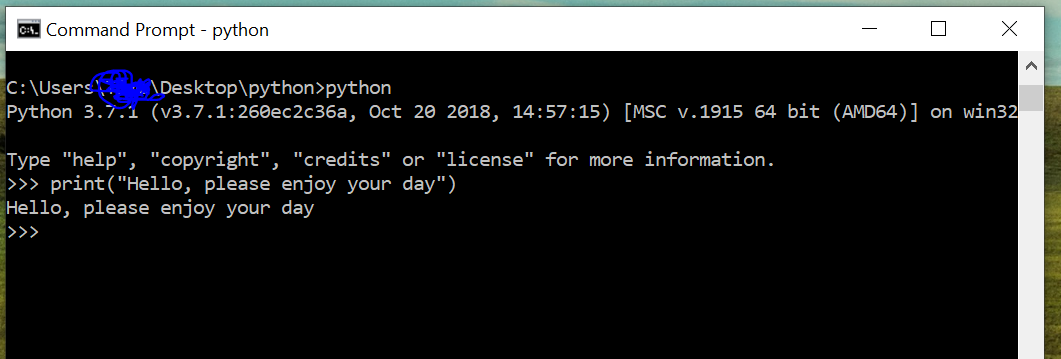 Command Prompt - python
C:\Users\ \Desktop\python>python
Python 3.7.1 (v3.7.1:260ec2c36a, Oct 20 2018, 14:57:15) [MSC v.1915 64 bit (AMD64)] on win32
Type "help", "copyright", "credits" or "license" for more information.
>>> print("Hello, please enjoy your day")
Hello, please enjoy your day
>>>